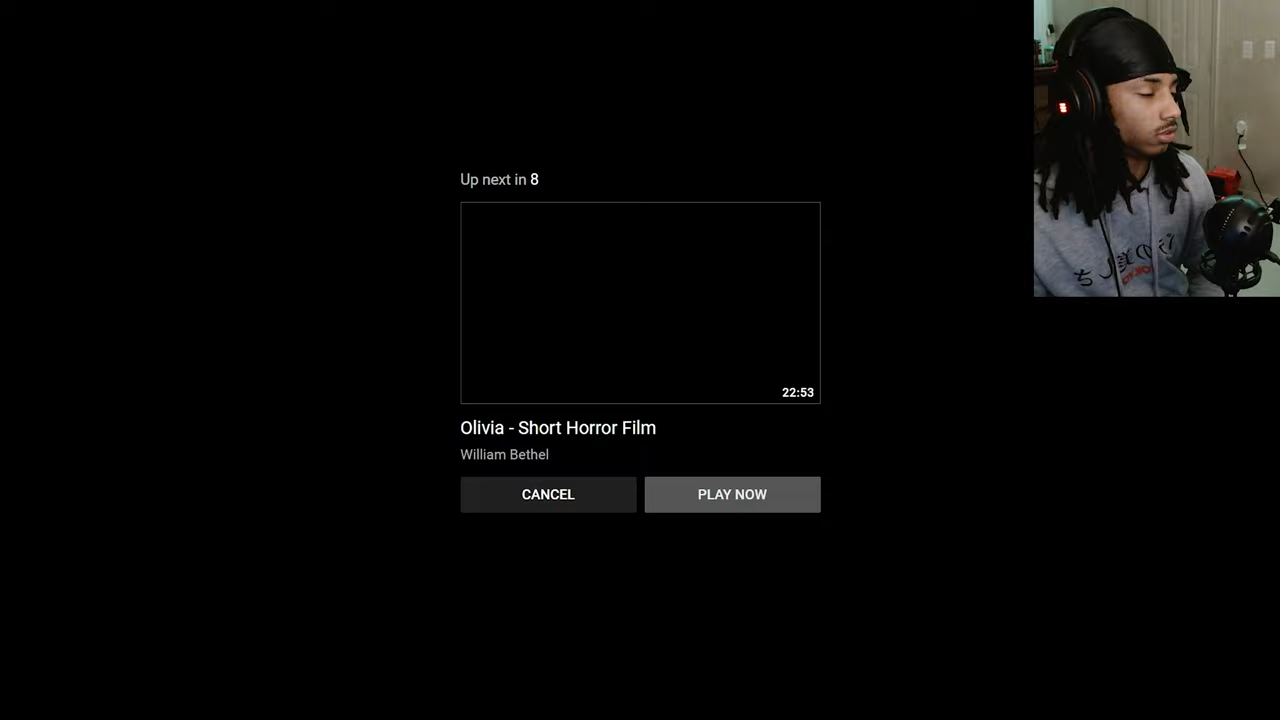 Up next in 8
22:53
Olivia - Short Horror Film
William Bethel
CANCEL
PLAY NOW